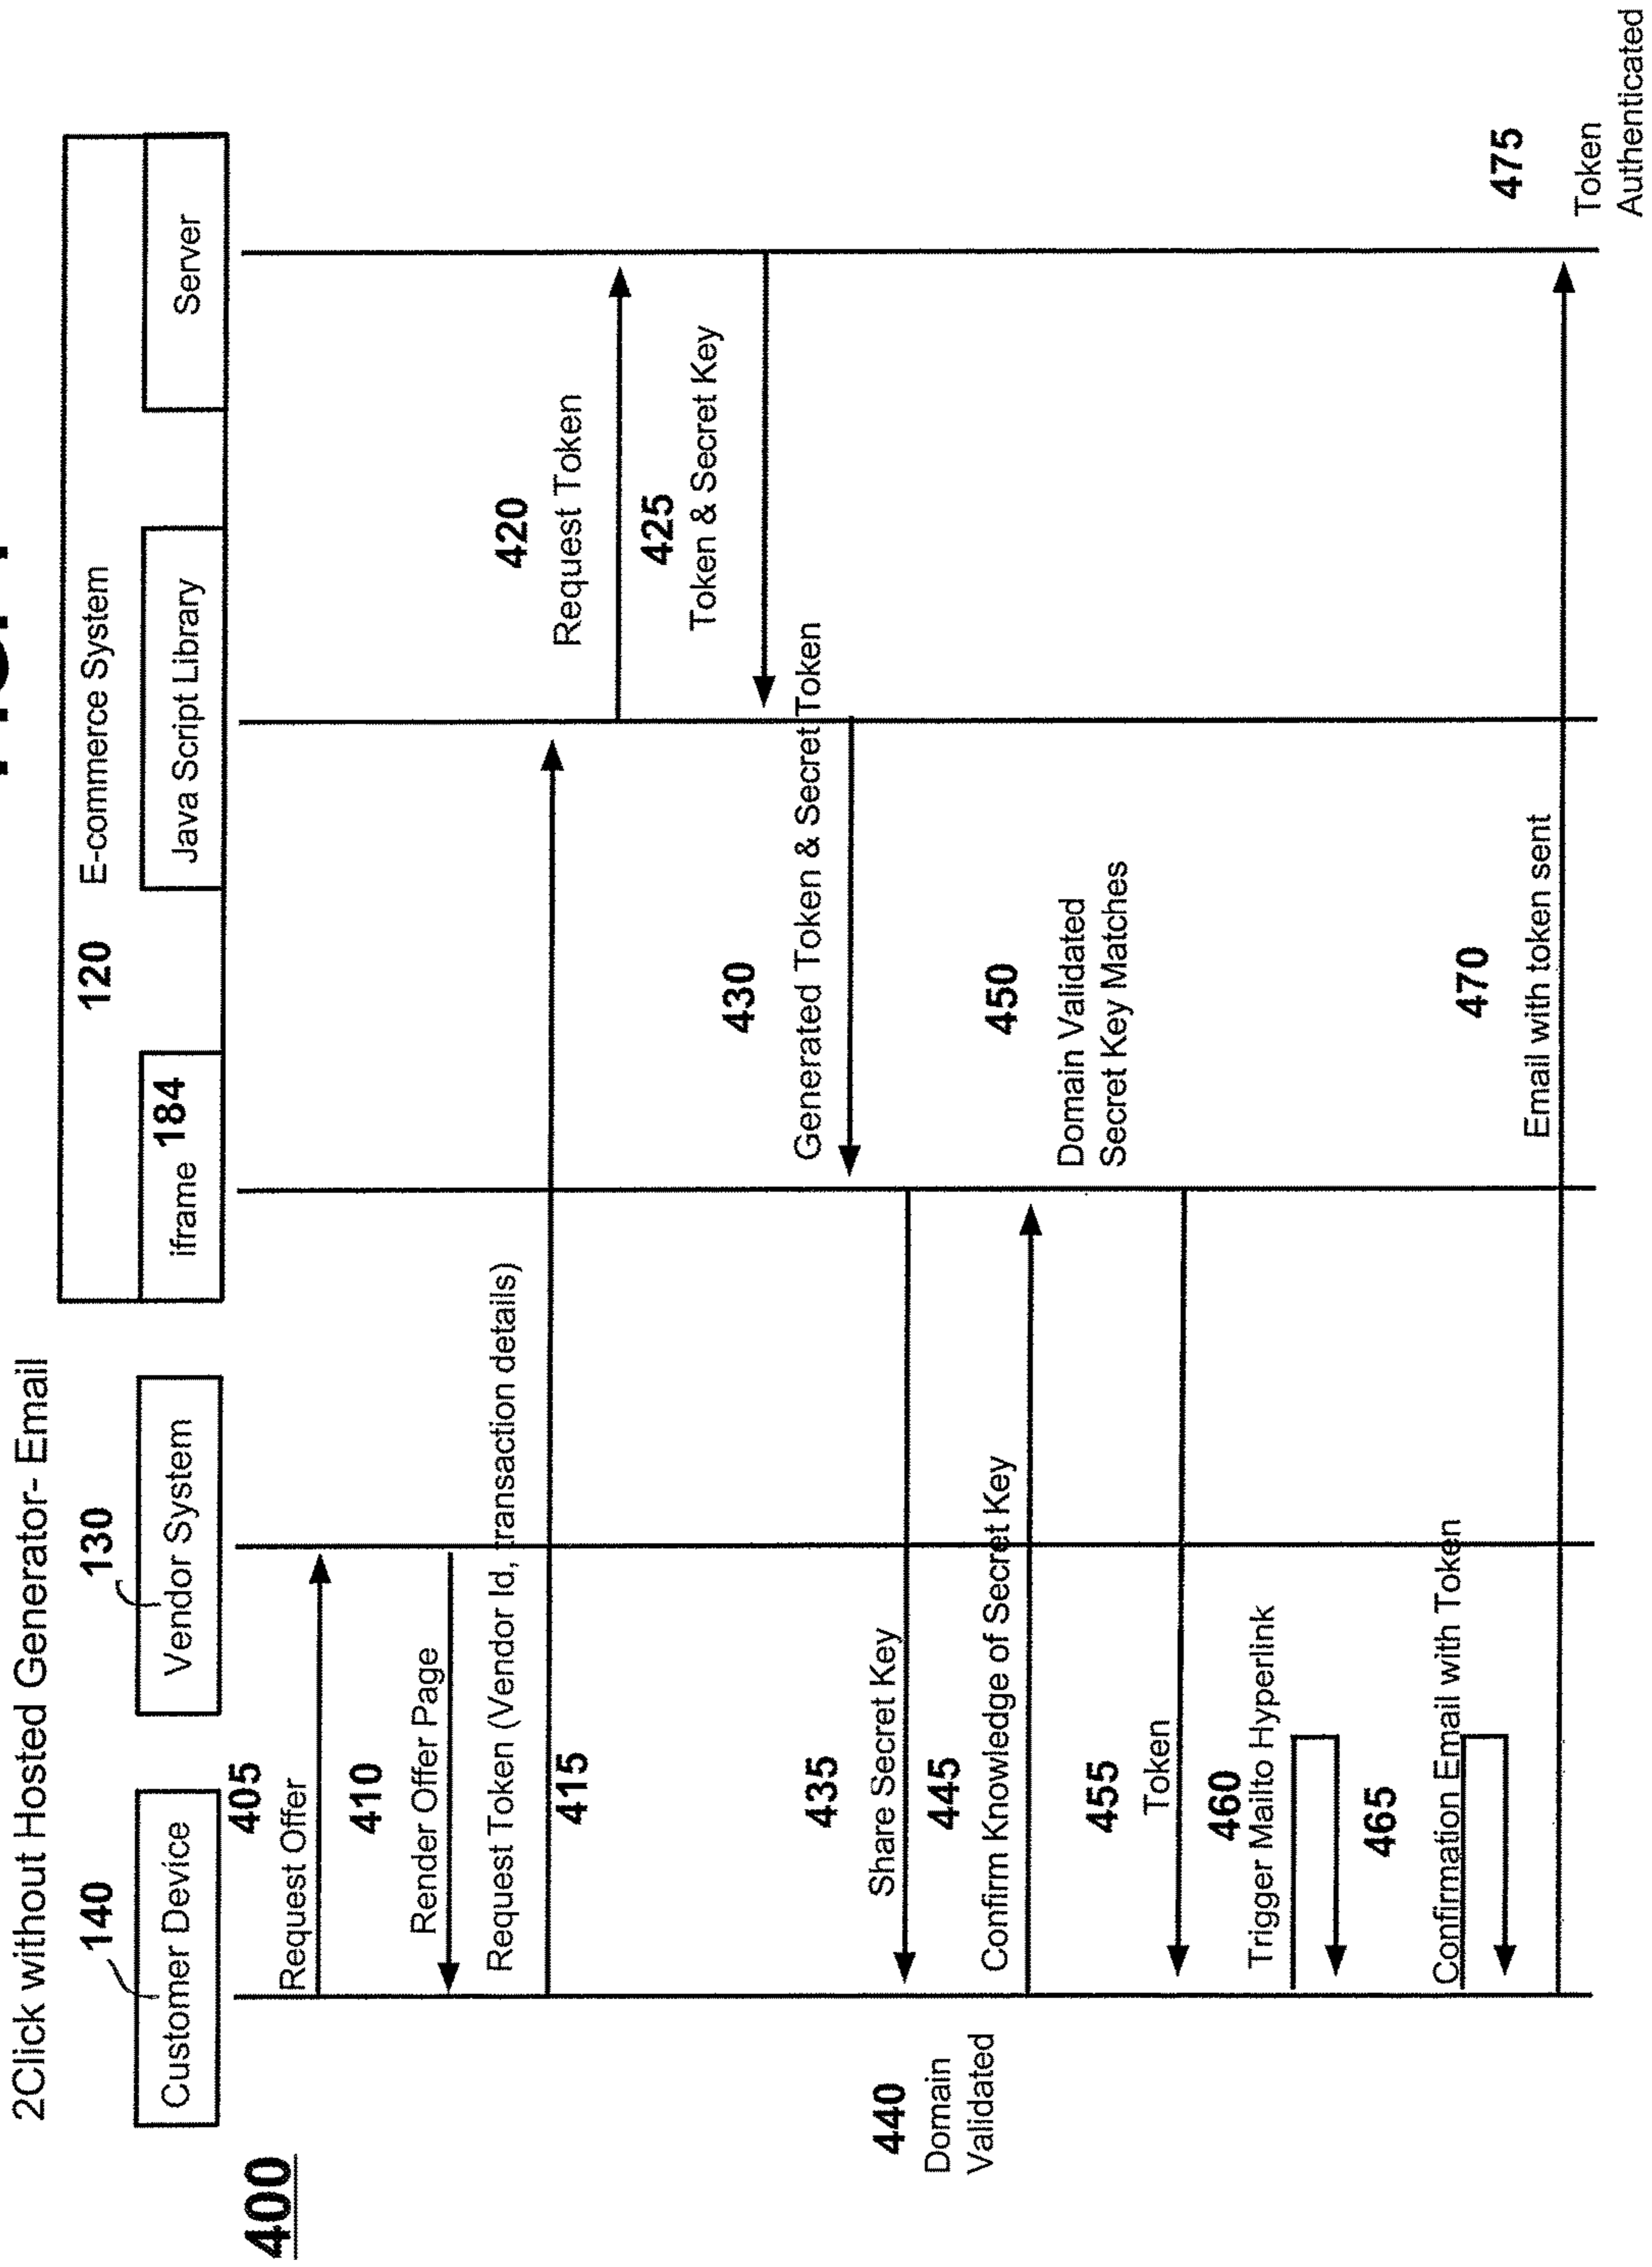 2Click without Hosted Generator- Email
400
140
130
120 E-commerce System
Customer Device
Vendor System
iframe 184
Java Script Library
Server
405
Request Offer
410
Render Offer Page
Request Token (Vendor Id, transaction details)
415
420
Request Token
425
Token & Secret Key
430
Generated Token & Secret Token
435
Share Secret Key
440
Domain
Validated
445
Confirm Knowledge of Secret Key
450
Domain Validated
Secret Key Matches
455
Token
460
Trigger Mailto Hyperlink
465
Confirmation Email with Token
470
Email with token sent
475
Token
Authenticated